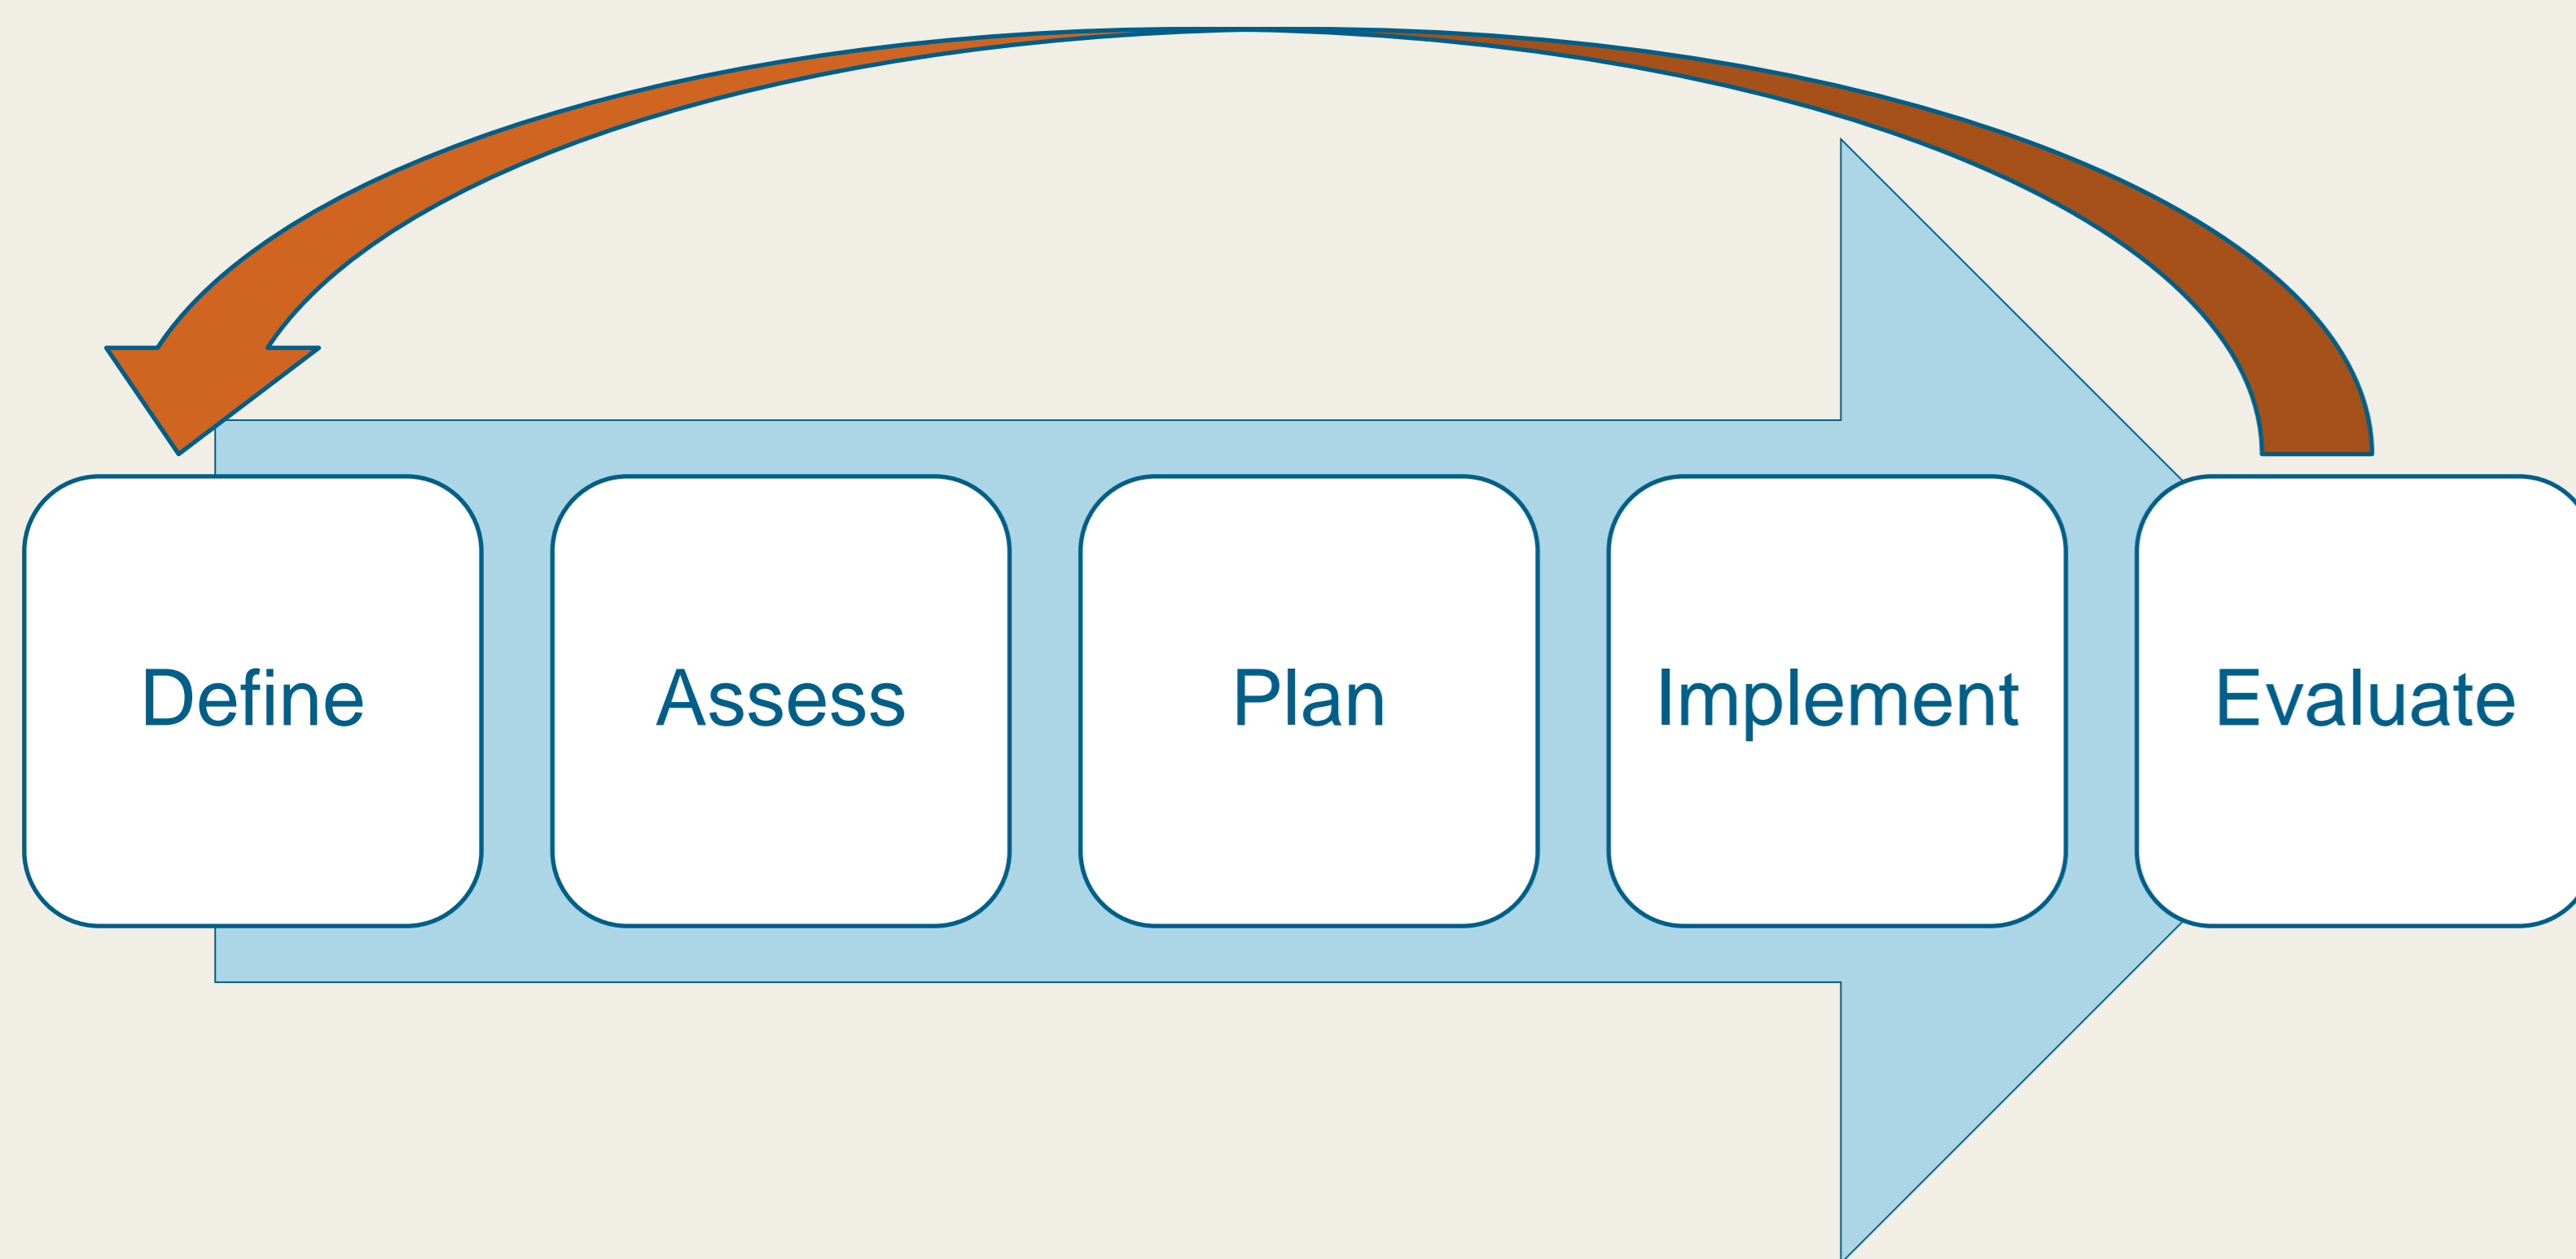 Define
Assess
Plan
Implement
Evaluate